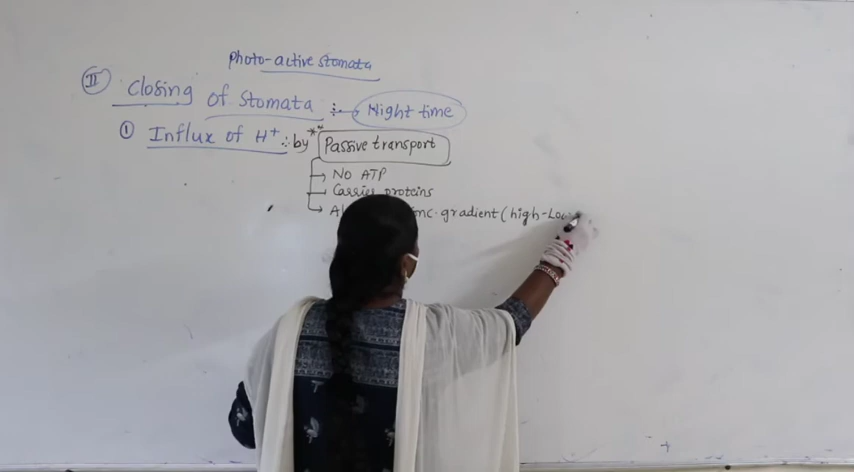 Photo-active stomata
II Closing of Stomata :- Night time
① Influx of H+ :- by ** Passive transport
→ No ATP
→ Carrier proteins
→ gradient (high-Low